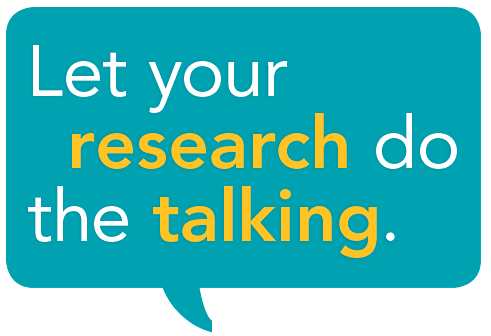 Let your
research do
the talking.